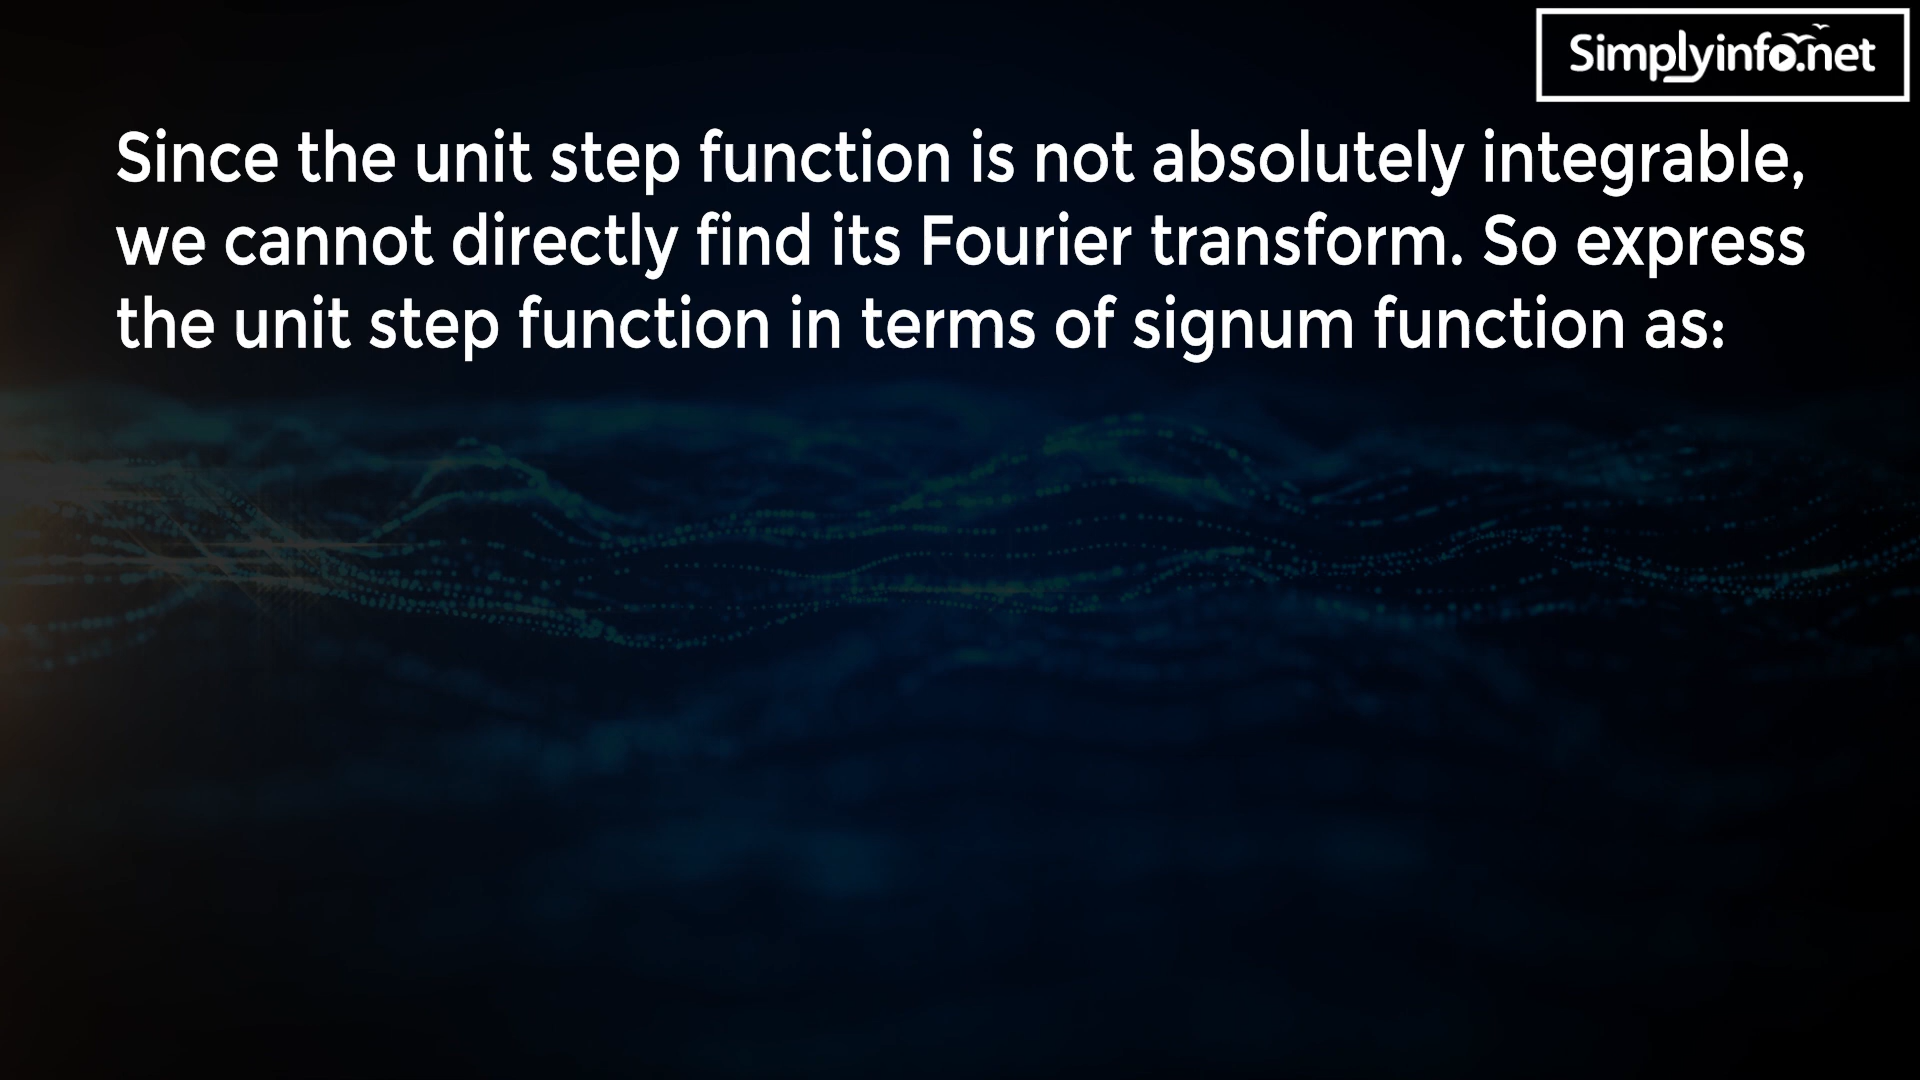 Simplyinfo.net
Since the unit step function is not absolutely integrable,
we cannot directly find its Fourier transform. So express
the unit step function in terms of signum function as: